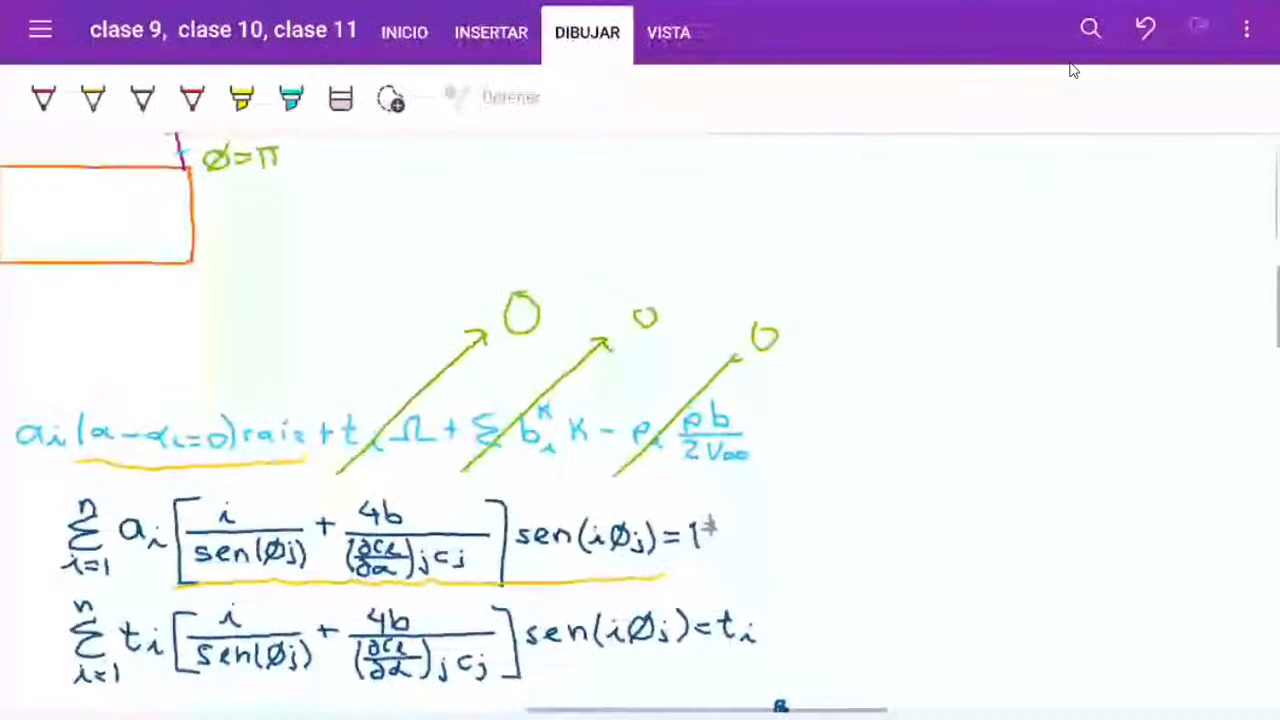 clase 9, clase 10, clase 11 INICIO INSERTAR DIBUJAR VISTA
Detener
Ø=π
0 0 0
aᵢ(α-α_{L=0})raiz + tᵢ Ω + Σ bᵢᴷ K - pᵢ pb/2V∞
Σ_{i=1}^{n} aᵢ [ i/sen(Øj) + 4b/((∂Cℓ/∂α)j cj) ] sen(iØj) = 1*
Σ_{i=1}^{n} tᵢ [ i/sen(Øj) + 4b/((∂Cℓ/∂α)j cj) ] sen(iØj) = tᵢ